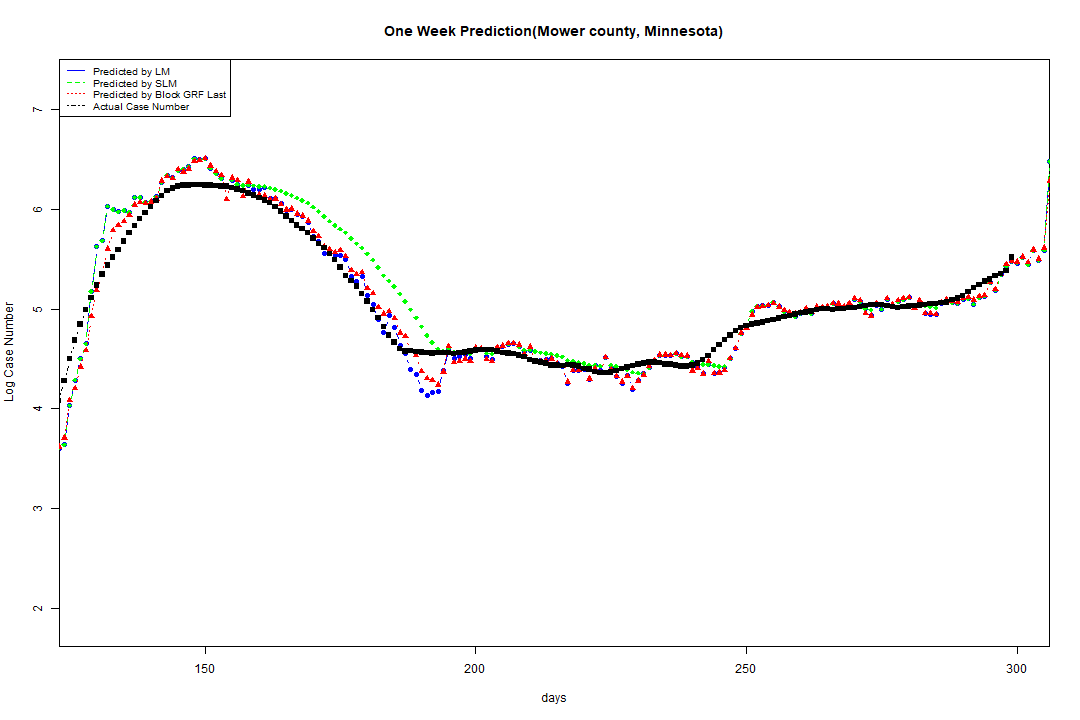 One Week Prediction(Mower county, Minnesota)
Predicted by LM
Predicted by SLM
Predicted by Block GRF Last
Actual Case Number
7
6
5
4
3
2
Log Case Number
150 200 250 300
days